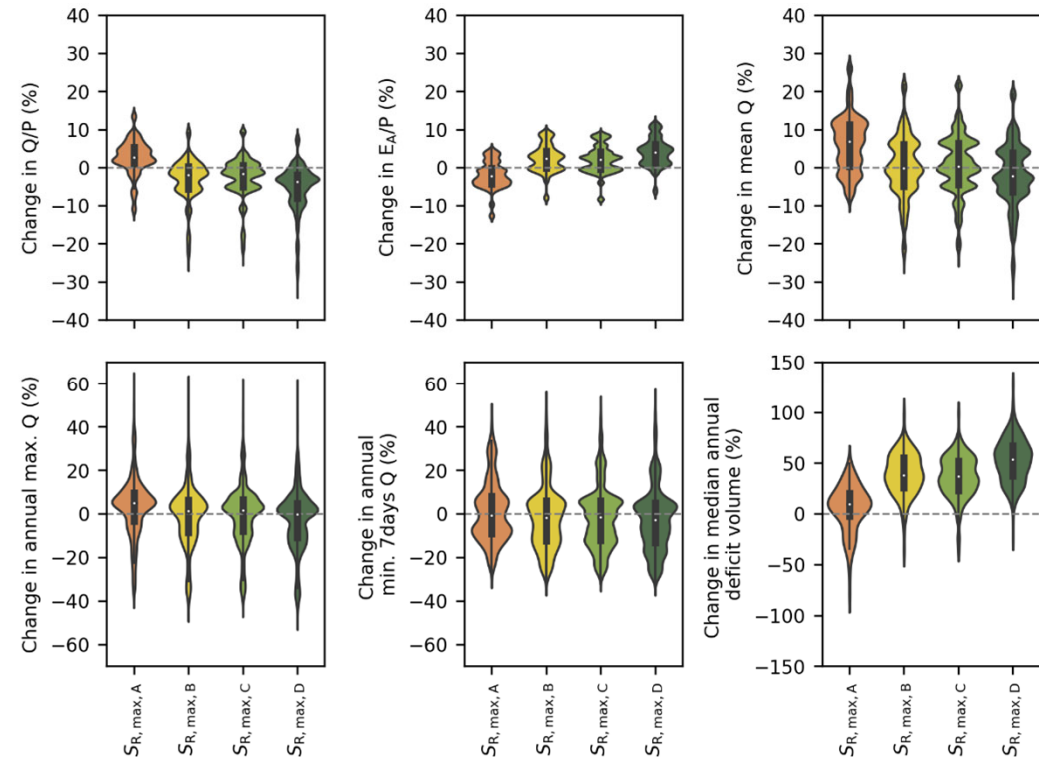 40
30
20
10
0
−10
−20
−30
−40
Change in Q/P (%)
40
30
20
10
0
−10
−20
−30
−40
Change in E_A/P (%)
40
30
20
10
0
−10
−20
−30
−40
Change in mean Q (%)
60
40
20
0
−20
−40
−60
Change in annual max. Q (%)
S_R, max, A
S_R, max, B
S_R, max, C
S_R, max, D
60
40
20
0
−20
−40
−60
Change in annual
min. 7days Q (%)
S_R, max, A
S_R, max, B
S_R, max, C
S_R, max, D
150
100
50
0
−50
−100
−150
Change in median annual
deficit volume (%)
S_R, max, A
S_R, max, B
S_R, max, C
S_R, max, D